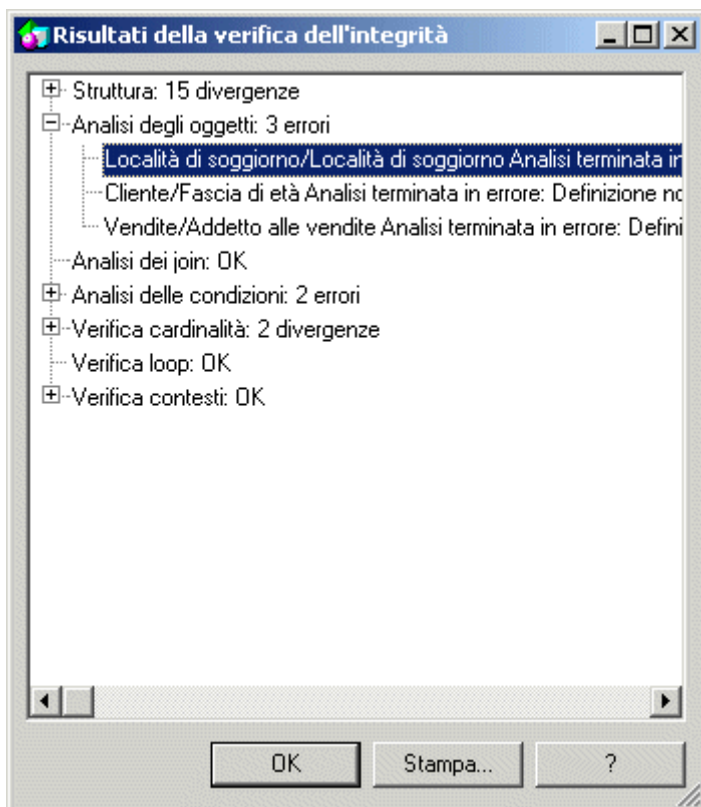 Risultati della verifica dell'integrità
Struttura: 15 divergenze
Analisi degli oggetti: 3 errori
Località di soggiorno/Località di soggiorno Analisi terminata in
Cliente/Fascia di età Analisi terminata in errore: Definizione no
Vendite/Addetto alle vendite Analisi terminata in errore: Defini
Analisi dei join: OK
Analisi delle condizioni: 2 errori
Verifica cardinalità: 2 divergenze
Verifica loop: OK
Verifica contesti: OK
OK Stampa... ?